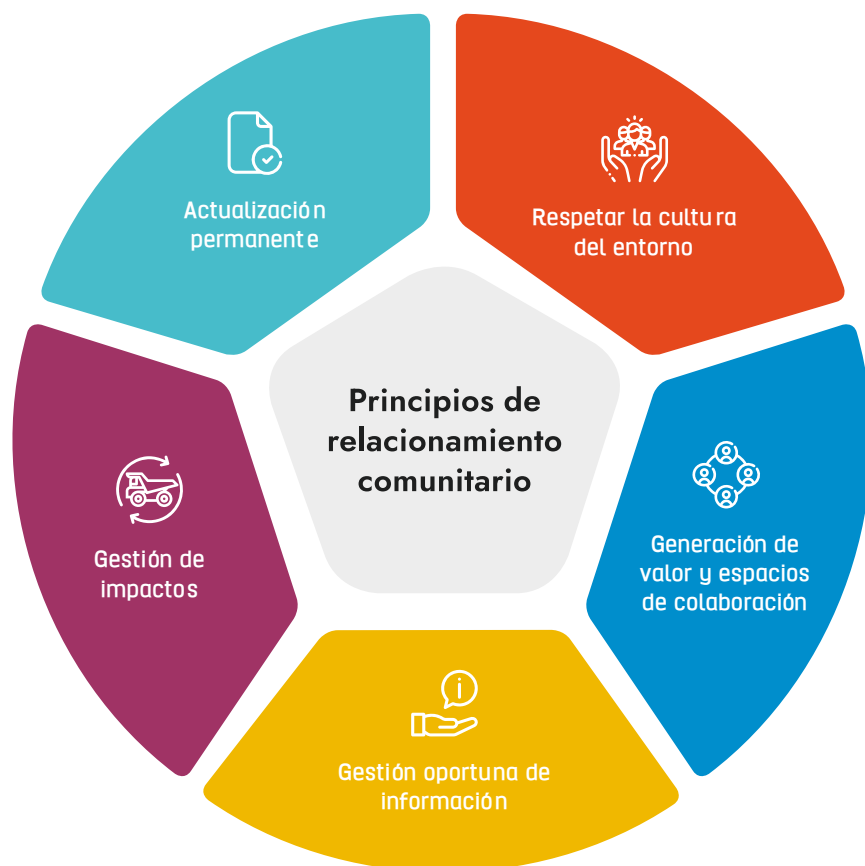 Actualización
permanente
Respetar la cultura
del entorno
Principios de
relacionamiento
comunitario
Gestión de
impactos
Generación de
valor y espacios
de colaboración
i
Gestión oportuna de
información